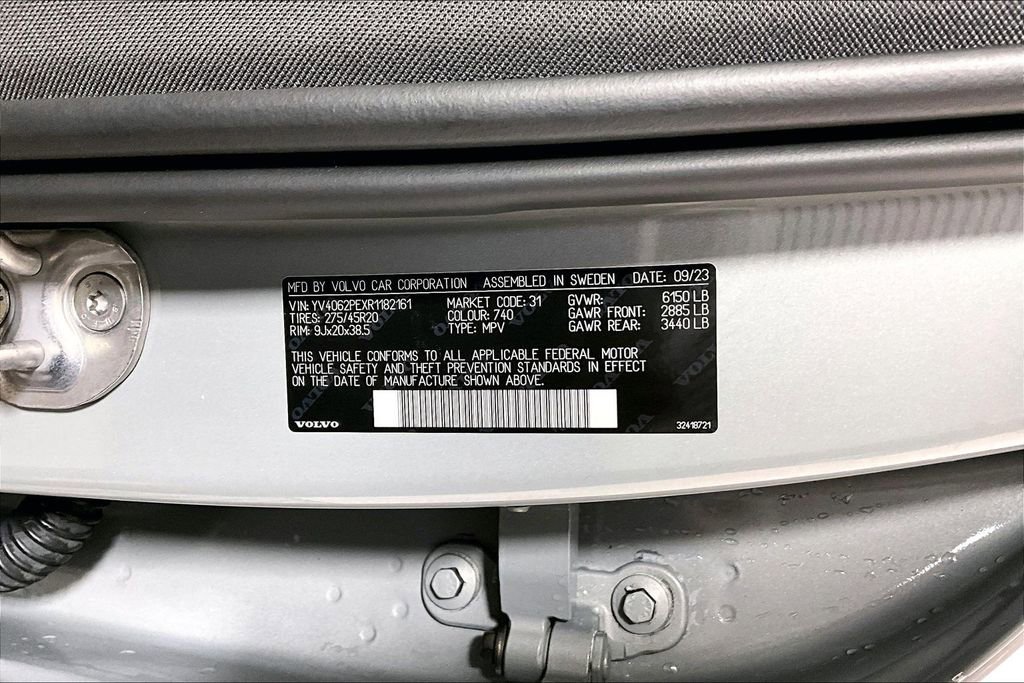 MFD BY VOLVO CAR CORPORATION ASSEMBLED IN SWEDEN DATE: 09/23
VIN: YV4062PEXR1182161 MARKET CODE: 31 GVWR: 6150 LB
TIRES: 275/45R20 COLOUR: 740 GAWR FRONT: 2885 LB
RIM: 9Jx20x38.5 TYPE: MPV GAWR REAR: 3440 LB
THIS VEHICLE CONFORMS TO ALL APPLICABLE FEDERAL MOTOR
VEHICLE SAFETY AND THEFT PREVENTION STANDARDS IN EFFECT
ON THE DATE OF MANUFACTURE SHOWN ABOVE.
VOLVO 32418721